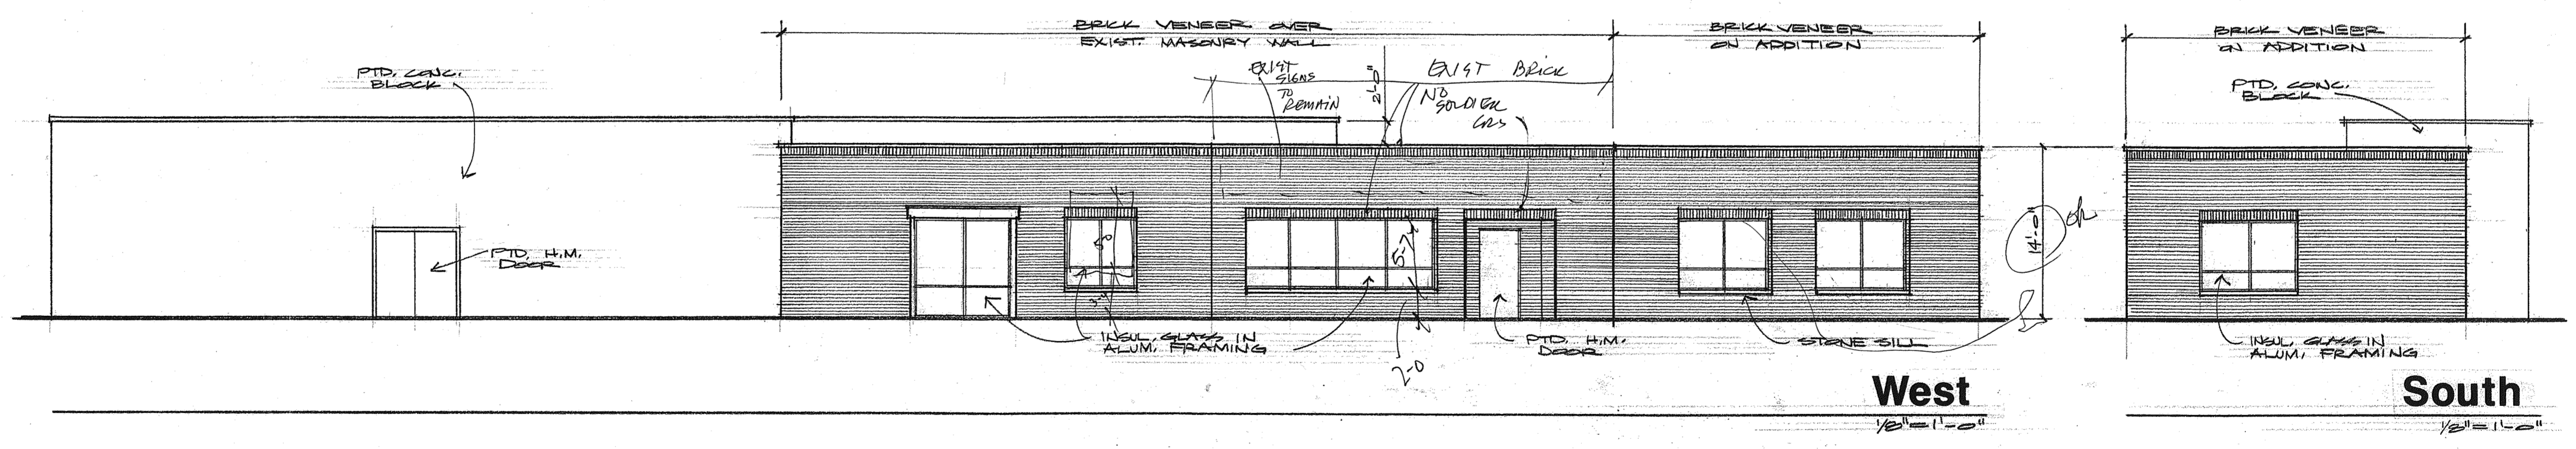 BRICK VENEER OVER
EXIST. MASONRY WALL
BRICK VENEER
ON ADDITION
BRICK VENEER
ON ADDITION
PTD. CONC.
BLOCK
EXIST
SIGNS
TO
REMAIN
2'-0"
EXIST BRICK
NO
SOLDIER
CRS
PTD. CONC.
BLOCK
PTD. H.M.
DOOR
5-7
14'-0"
3-4
2-0
INSUL. GLASS IN
ALUM. FRAMING
PTD. H.M.
DOOR
STONE SILL
INSUL. GLASS IN
ALUM. FRAMING
West
1/8"=1'-0"
South
1/8"=1'-0"